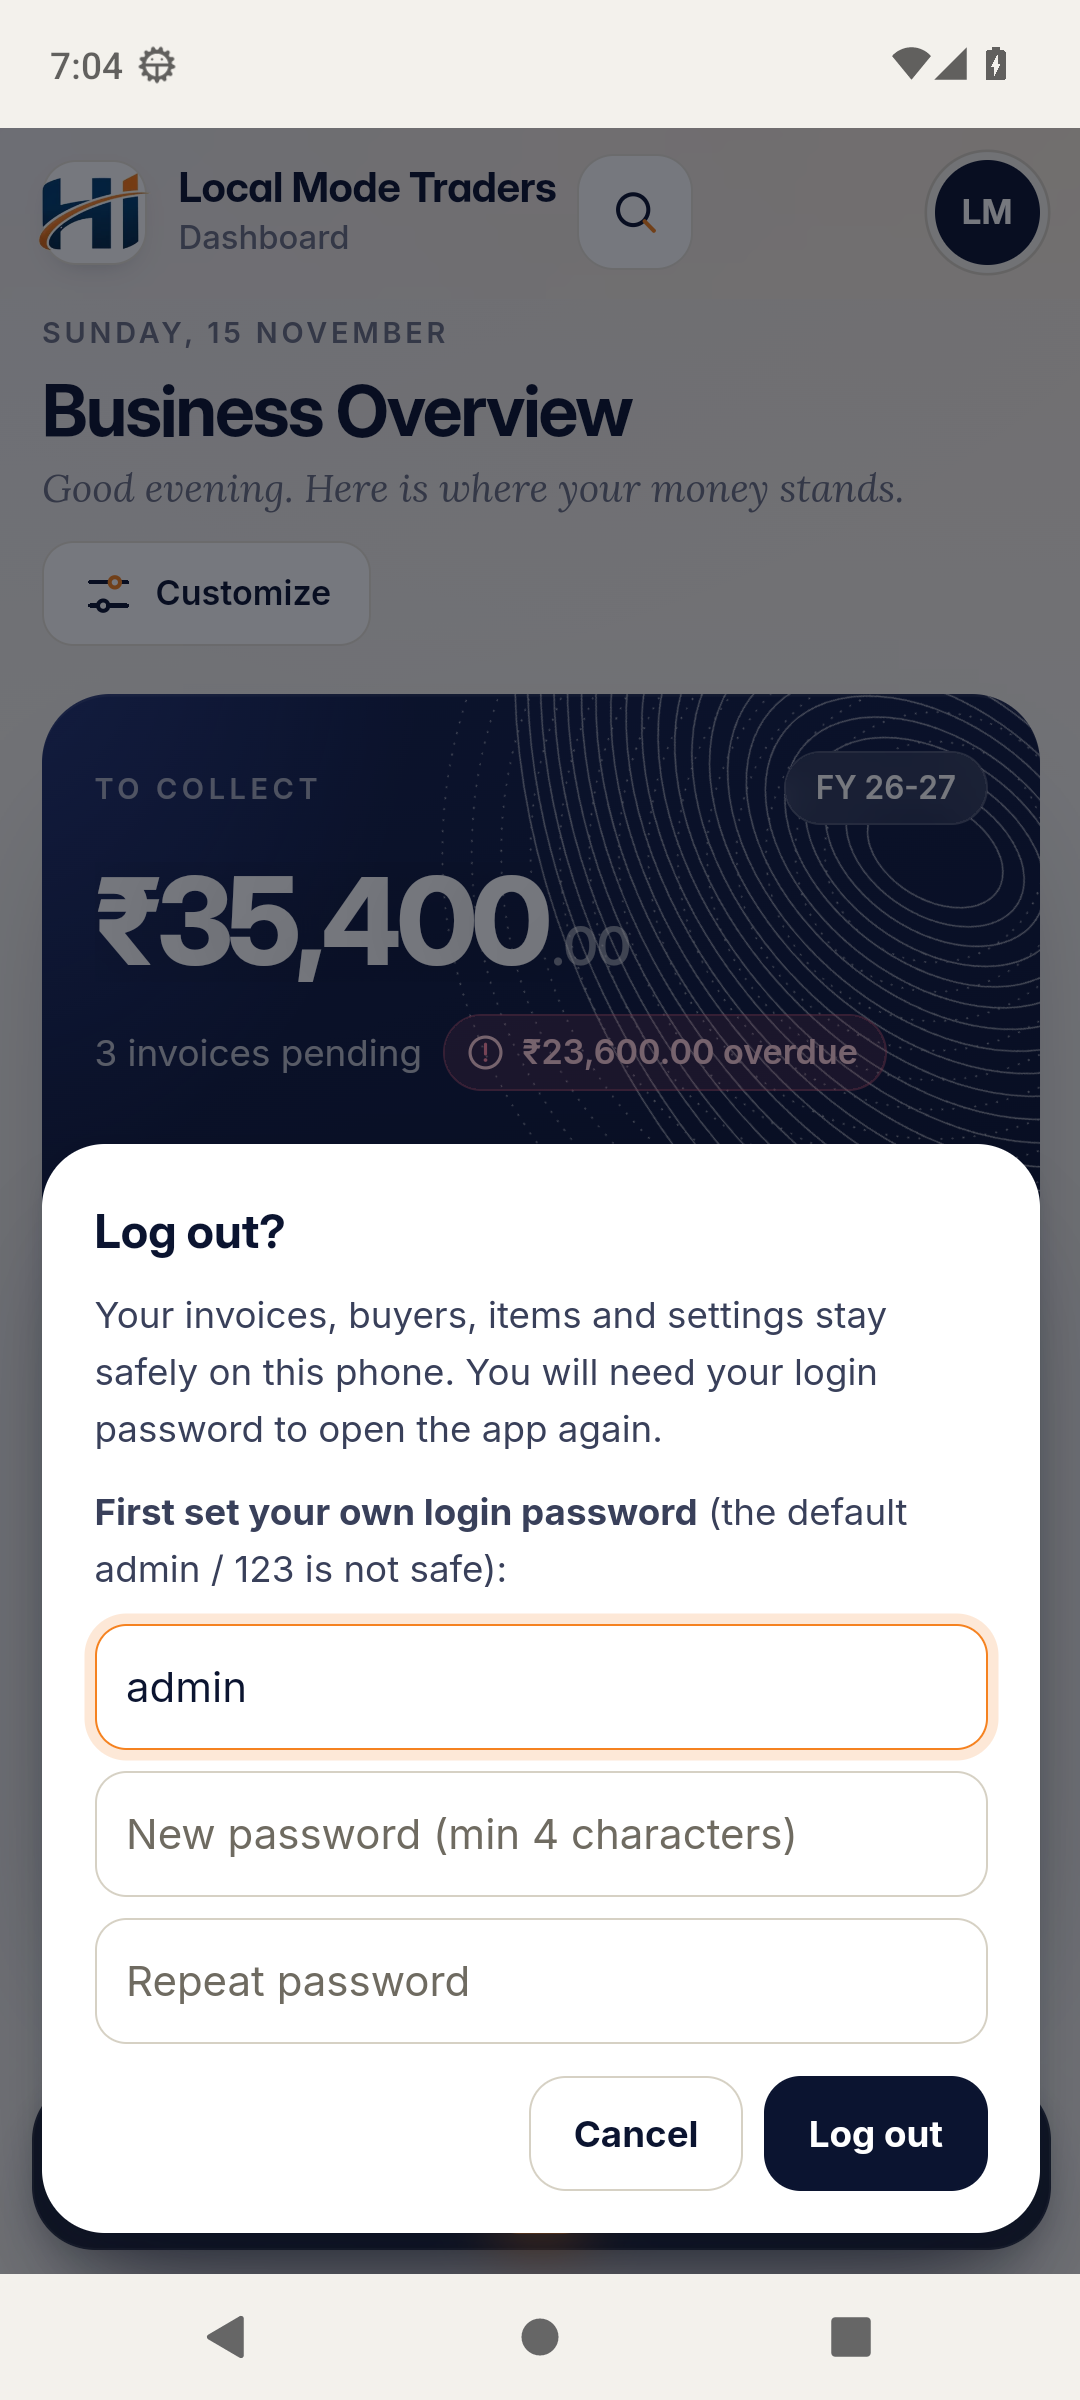 7:04
Hi
Local Mode Traders
Dashboard
LM
SUNDAY, 15 NOVEMBER
Business Overview
Good evening. Here is where your money stands.
Customize
TO COLLECT
FY 26-27
₹35,400.00
3 invoices pending
₹23,600.00 overdue
Log out?
Your invoices, buyers, items and settings stay
safely on this phone. You will need your login
password to open the app again.
First set your own login password (the default
admin / 123 is not safe):
admin
New password (min 4 characters)
Repeat password
Cancel
Log out